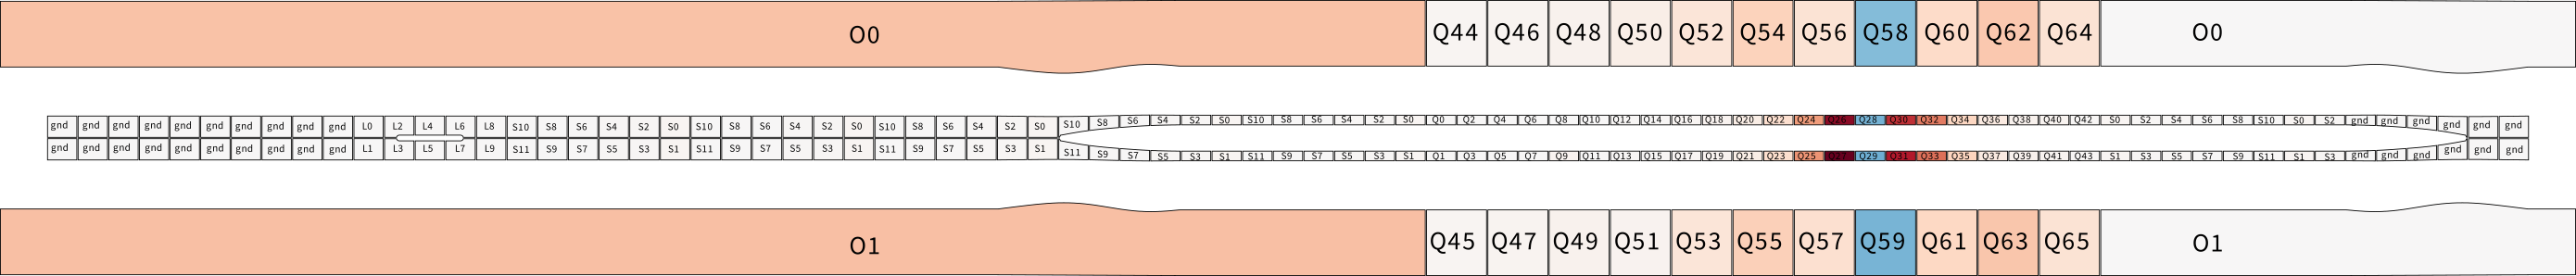 O0 Q44 Q46 Q48 Q50 Q52 Q54 Q56 Q58 Q60 Q62 Q64 O0
gnd gnd gnd gnd gnd gnd gnd gnd gnd gnd L0 L2 L4 L6 L8 S10 S8 S6 S4 S2 S0 S10 S8 S6 S4 S2 S0 S10 S8 S6 S4 S2 S0 S10 S8 S6 S4 S2 S0 S10 S8 S6 S4 S2 S0 Q0 Q2 Q4 Q6 Q8 Q10 Q12 Q14 Q16 Q18 Q20 Q22 Q24 Q26 Q28 Q30 Q32 Q34 Q36 Q38 Q40 Q42 S0 S2 S4 S6 S8 S10 S0 S2 gnd gnd gnd gnd gnd gnd
gnd gnd gnd gnd gnd gnd gnd gnd gnd gnd L1 L3 L5 L7 L9 S11 S9 S7 S5 S3 S1 S11 S9 S7 S5 S3 S1 S11 S9 S7 S5 S3 S1 S11 S9 S7 S5 S3 S1 S11 S9 S7 S5 S3 S1 Q1 Q3 Q5 Q7 Q9 Q11 Q13 Q15 Q17 Q19 Q21 Q23 Q25 Q27 Q29 Q31 Q33 Q35 Q37 Q39 Q41 Q43 S1 S3 S5 S7 S9 S11 S1 S3 gnd gnd gnd gnd gnd gnd
O1 Q45 Q47 Q49 Q51 Q53 Q55 Q57 Q59 Q61 Q63 Q65 O1